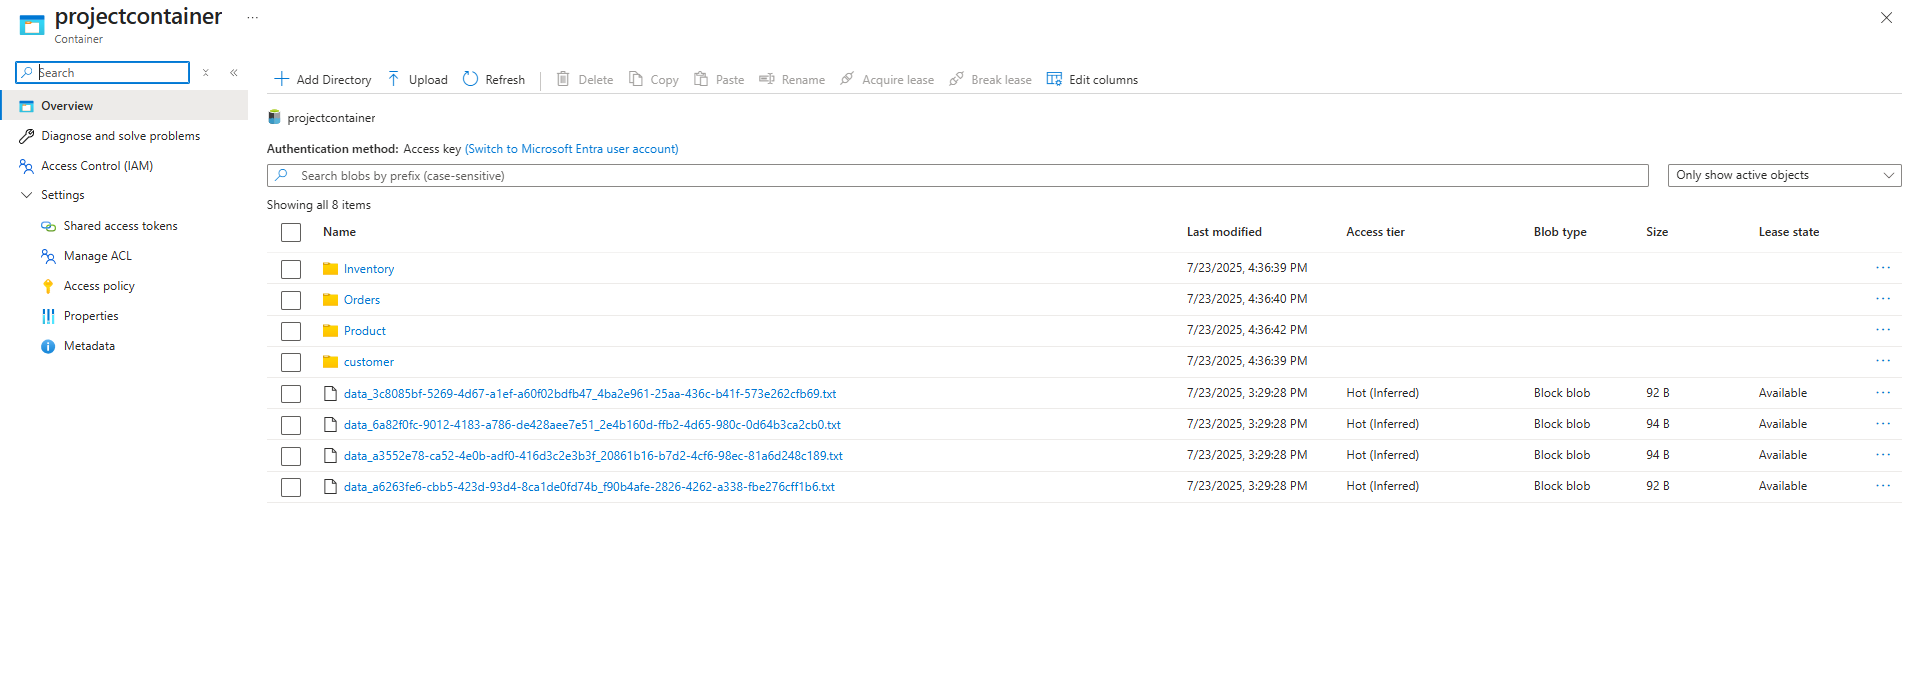 projectcontainer ...
Container
Search
Overview
Diagnose and solve problems
Access Control (IAM)
Settings
Shared access tokens
Manage ACL
Access policy
Properties
Metadata
Add Directory Upload Refresh Delete Copy Paste Rename Acquire lease Break lease Edit columns
projectcontainer
Authentication method: Access key (Switch to Microsoft Entra user account)
Search blobs by prefix (case-sensitive) Only show active objects
Showing all 8 items
Name Last modified Access tier Blob type Size Lease state
Inventory 7/23/2025, 4:36:39 PM ...
Orders 7/23/2025, 4:36:40 PM ...
Product 7/23/2025, 4:36:42 PM ...
customer 7/23/2025, 4:36:39 PM ...
data_3c8085bf-5269-4d67-a1ef-a60f02bdfb47_4ba2e961-25aa-436c-b41f-573e262cfb69.txt 7/23/2025, 3:29:28 PM Hot (Inferred) Block blob 92 B Available ...
data_6a82f0fc-9012-4183-a786-de428aee7e51_2e4b160d-ffb2-4d65-980c-0d64b3ca2cb0.txt 7/23/2025, 3:29:28 PM Hot (Inferred) Block blob 94 B Available ...
data_a3552e78-ca52-4e0b-adf0-416d3c2e3b3f_20861b16-b7d2-4cf6-98ec-81a6d248c189.txt 7/23/2025, 3:29:28 PM Hot (Inferred) Block blob 94 B Available ...
data_a6263fe6-cbb5-423d-93d4-8ca1de0fd74b_f90b4afe-2826-4262-a338-fbe276cff1b6.txt 7/23/2025, 3:29:28 PM Hot (Inferred) Block blob 92 B Available ...